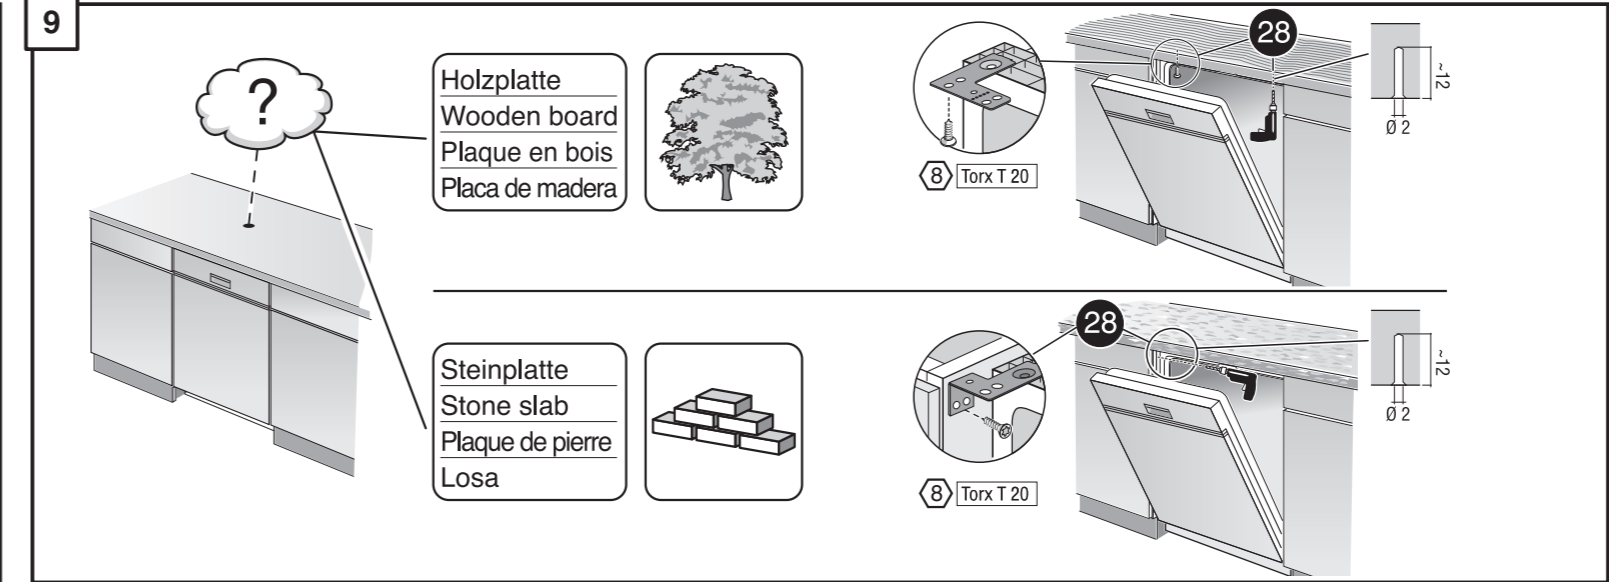 9
?
Holzplatte
Wooden board
Plaque en bois
Placa de madera
28
~12
Ø 2
8 Torx T 20
Steinplatte
Stone slab
Plaque de pierre
Losa
28
~12
Ø 2
8 Torx T 20